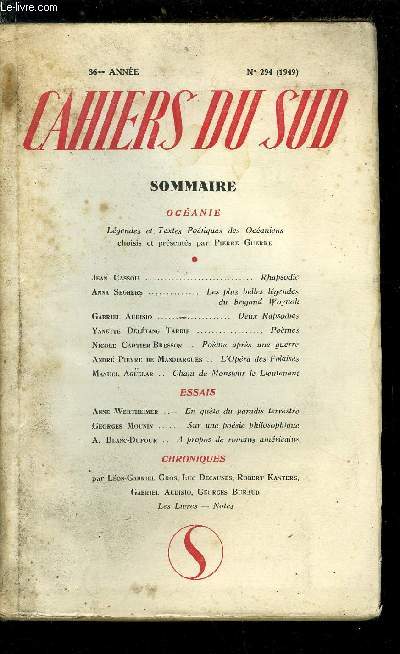 Le-livre.com
36me ANNÉE N° 294 (1949)
CAHIERS DU SUD
SOMMAIRE
OCÉANIE
Légendes et Textes Poétiques des Océaniens
choisis et présentés par PIERRE GUERRE
JEAN CASSOU .......................... Rhapsodie
ANNA SEGHERS ............. Les plus belles légendes
du brigand Woynok
GABRIEL AUDISIO ................. Deux Rapsodies
YANETTE DELÉTANG TARDIF ................ Poèmes
NICOLE CARTIER-BRESSON .. Poème après une guerre
ANDRÉ PIEYRE DE MANDIARGUES .. L'Opéra des Falaises
MANUEL AGUILAR .. Chant de Monsieur le Lieutenant
ESSAIS
ARNE WERTHEIMER ... En quête du paradis terrestre
GEORGES MOUNIN ..... Sur une poésie philosophique
A. BLANC-DUFOUR .. A propos de romans américains
CHRONIQUES
par LÉON-GABRIEL GROS, LUC DECAUNES, ROBERT KANTERS,
GABRIEL AUDISIO, GEORGES BURAUD
Les Livres — Notes
S